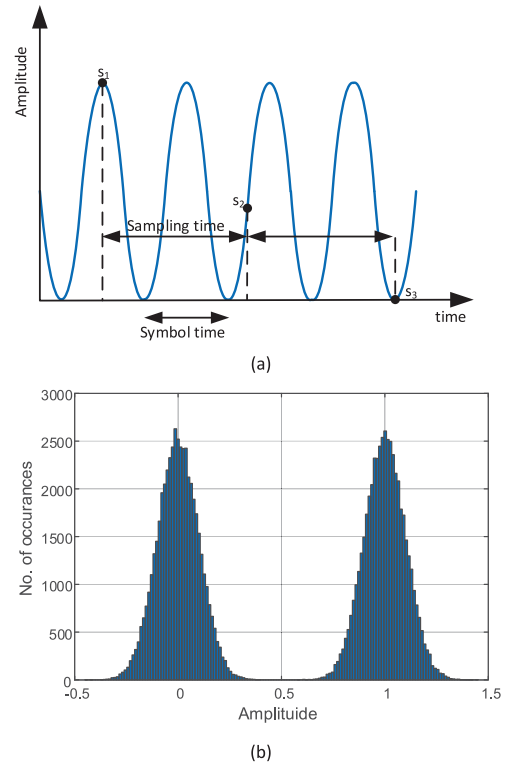 Amplitude
s1
s2
Sampling time
s3
time
Symbol time
(a)
No. of occurances
3000
2500
2000
1500
1000
500
0
-0.5
0
0.5
1
1.5
Amplituide
(b)